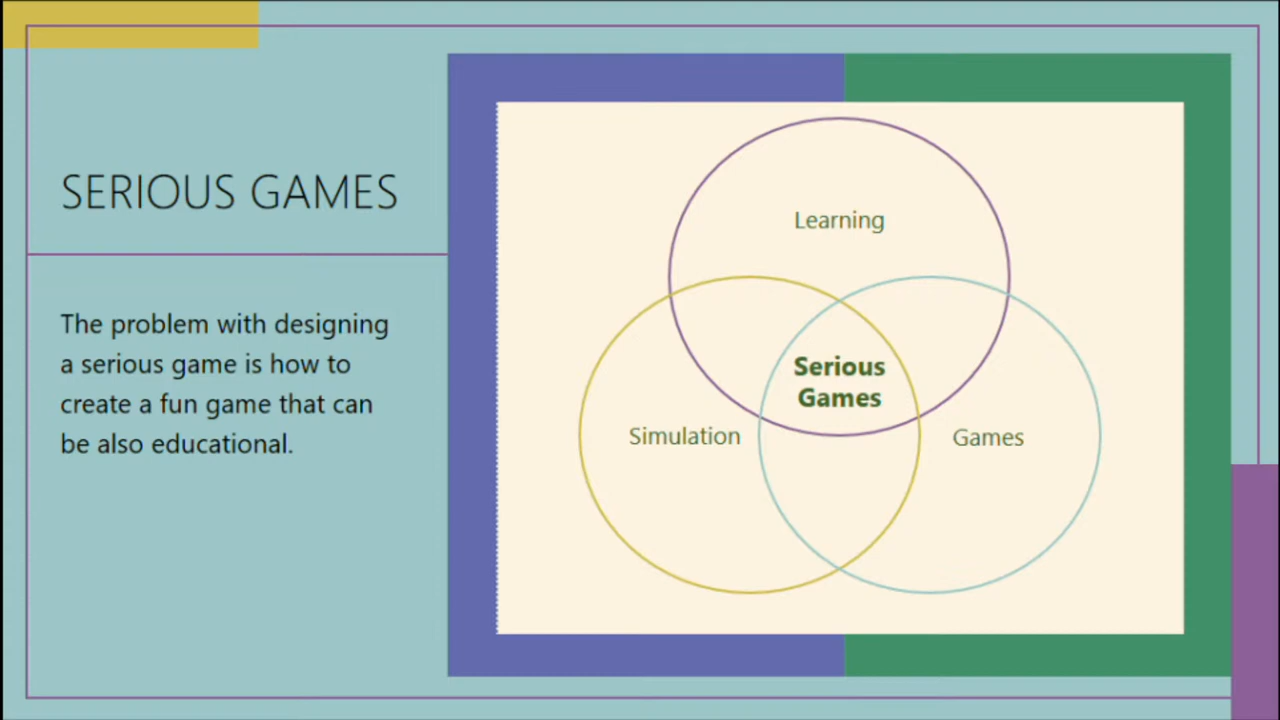 SERIOUS GAMES
The problem with designing
a serious game is how to
create a fun game that can
be also educational.
Learning
Serious
Games
Simulation
Games